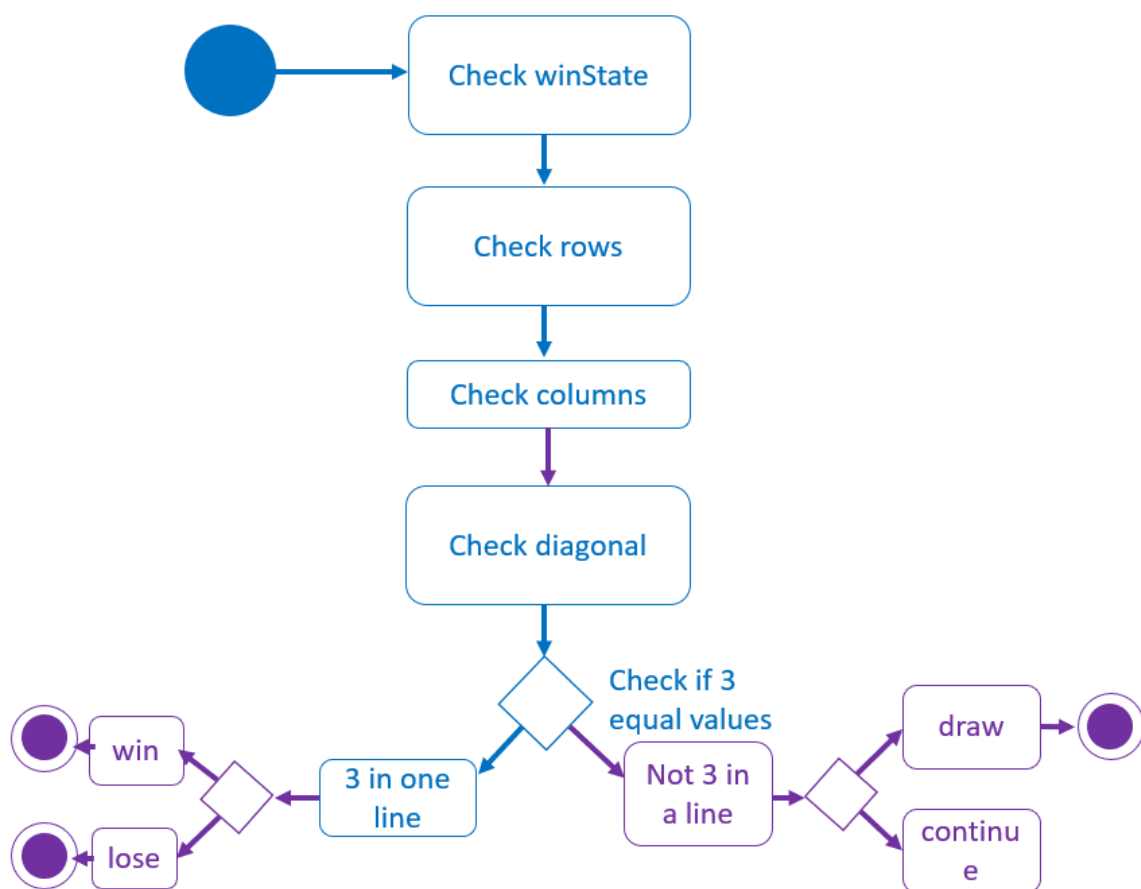 Check winState
Check rows
Check columns
Check diagonal
Check if 3
equal values
win
3 in one
line
lose
Not 3 in
a line
draw
continu
e